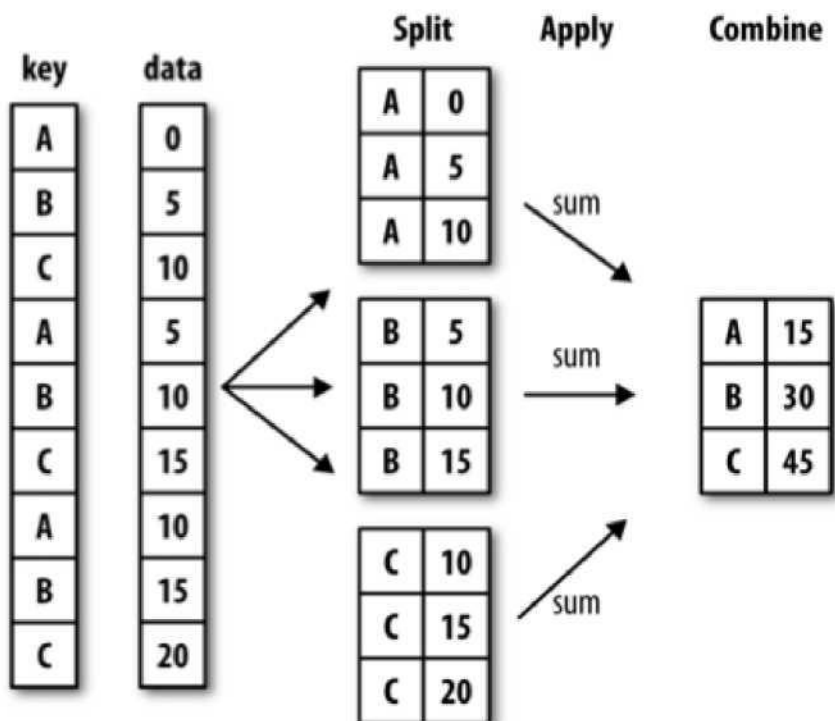 Split Apply Combine
key data
A 0
B 5
C 10
A 5
B 10
C 15
A 10
B 15
C 20
A 0
A 5
A 10
B 5
B 10
B 15
C 10
C 15
C 20
sum
sum
sum
A 15
B 30
C 45